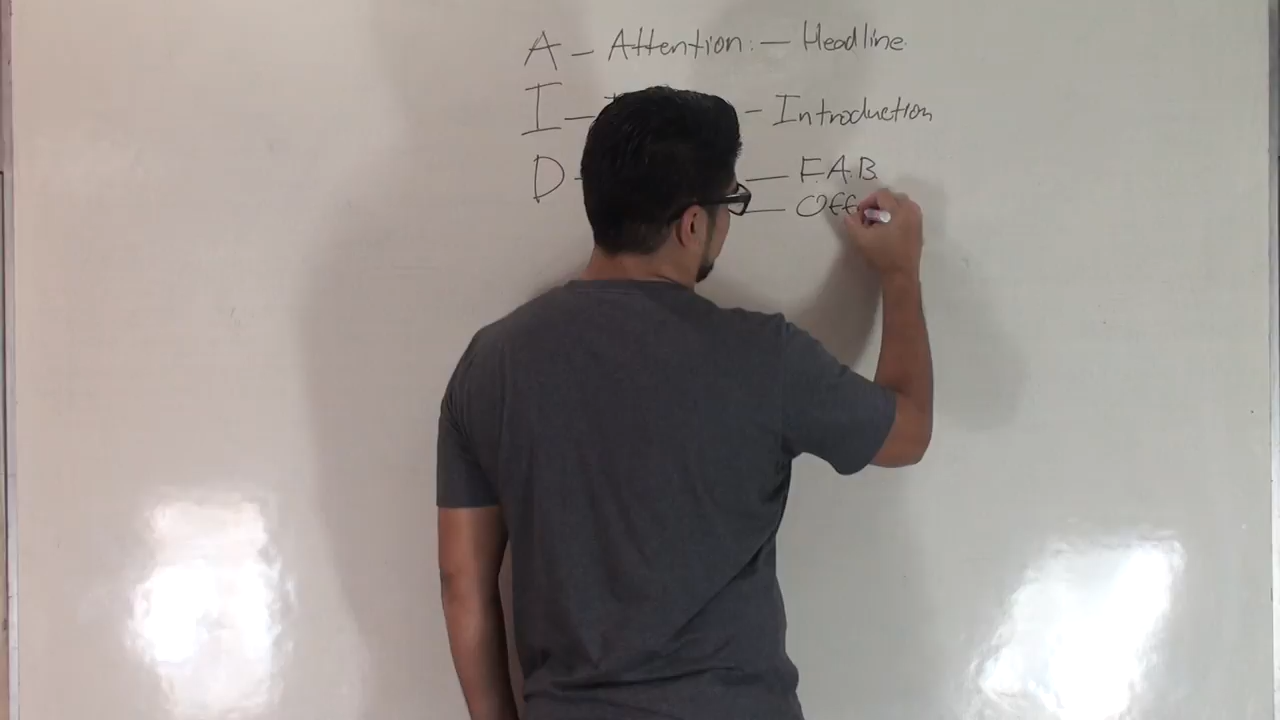 A – Attention: – Headline
I – – Introduction
D – – F.A.B.
– Off